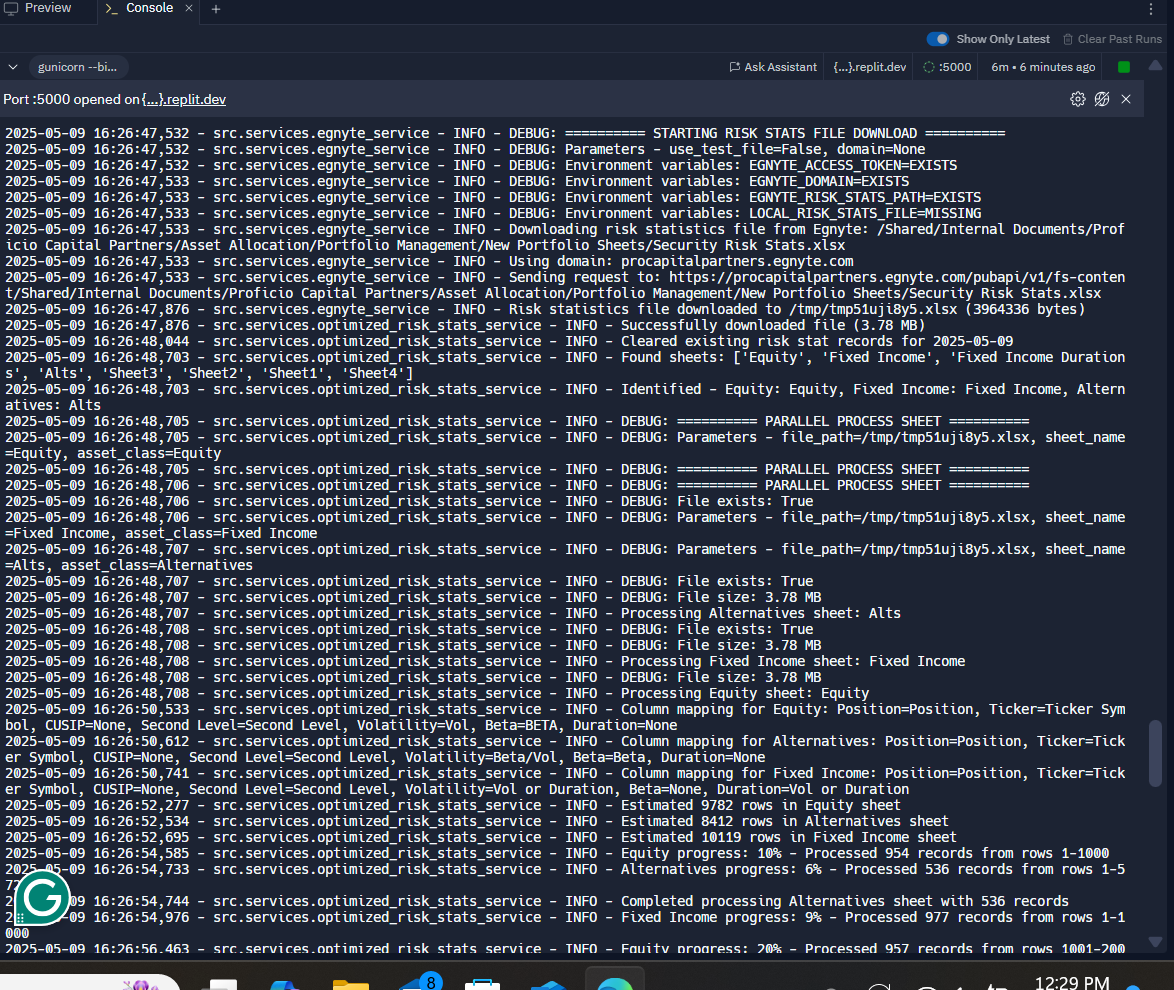 Preview
Console
Show Only Latest
Clear Past Runs
gunicorn --bi...
Ask Assistant
{...}.replit.dev
:5000
6m • 6 minutes ago
Port :5000 opened on {...}.replit.dev
2025-05-09 16:26:47,532 - src.services.egnyte_service - INFO - DEBUG: ========== STARTING RISK STATS FILE DOWNLOAD ==========
2025-05-09 16:26:47,532 - src.services.egnyte_service - INFO - DEBUG: Parameters - use_test_file=False, domain=None
2025-05-09 16:26:47,532 - src.services.egnyte_service - INFO - DEBUG: Environment variables: EGNYTE_ACCESS_TOKEN=EXISTS
2025-05-09 16:26:47,533 - src.services.egnyte_service - INFO - DEBUG: Environment variables: EGNYTE_DOMAIN=EXISTS
2025-05-09 16:26:47,533 - src.services.egnyte_service - INFO - DEBUG: Environment variables: EGNYTE_RISK_STATS_PATH=EXISTS
2025-05-09 16:26:47,533 - src.services.egnyte_service - INFO - DEBUG: Environment variables: LOCAL_RISK_STATS_FILE=MISSING
2025-05-09 16:26:47,533 - src.services.egnyte_service - INFO - Downloading risk statistics file from Egnyte: /Shared/Internal Documents/Prof
icio Capital Partners/Asset Allocation/Portfolio Management/New Portfolio Sheets/Security Risk Stats.xlsx
2025-05-09 16:26:47,533 - src.services.egnyte_service - INFO - Using domain: procapitalpartners.egnyte.com
2025-05-09 16:26:47,533 - src.services.egnyte_service - INFO - Sending request to: https://procapitalpartners.egnyte.com/pubapi/v1/fs-conten
t/Shared/Internal Documents/Proficio Capital Partners/Asset Allocation/Portfolio Management/New Portfolio Sheets/Security Risk Stats.xlsx
2025-05-09 16:26:47,876 - src.services.egnyte_service - INFO - Risk statistics file downloaded to /tmp/tmp51uji8y5.xlsx (3964336 bytes)
2025-05-09 16:26:47,876 - src.services.optimized_risk_stats_service - INFO - Successfully downloaded file (3.78 MB)
2025-05-09 16:26:48,044 - src.services.optimized_risk_stats_service - INFO - Cleared existing risk stat records for 2025-05-09
2025-05-09 16:26:48,703 - src.services.optimized_risk_stats_service - INFO - Found sheets: ['Equity', 'Fixed Income', 'Fixed Income Duration
s', 'Alts', 'Sheet3', 'Sheet2', 'Sheet1', 'Sheet4']
2025-05-09 16:26:48,703 - src.services.optimized_risk_stats_service - INFO - Identified - Equity: Equity, Fixed Income: Fixed Income, Altern
atives: Alts
2025-05-09 16:26:48,705 - src.services.optimized_risk_stats_service - INFO - DEBUG: ========== PARALLEL PROCESS SHEET ==========
2025-05-09 16:26:48,705 - src.services.optimized_risk_stats_service - INFO - DEBUG: Parameters - file_path=/tmp/tmp51uji8y5.xlsx, sheet_name
=Equity, asset_class=Equity
2025-05-09 16:26:48,705 - src.services.optimized_risk_stats_service - INFO - DEBUG: ========== PARALLEL PROCESS SHEET ==========
2025-05-09 16:26:48,706 - src.services.optimized_risk_stats_service - INFO - DEBUG: ========== PARALLEL PROCESS SHEET ==========
2025-05-09 16:26:48,706 - src.services.optimized_risk_stats_service - INFO - DEBUG: File exists: True
2025-05-09 16:26:48,706 - src.services.optimized_risk_stats_service - INFO - DEBUG: Parameters - file_path=/tmp/tmp51uji8y5.xlsx, sheet_name
=Fixed Income, asset_class=Fixed Income
2025-05-09 16:26:48,707 - src.services.optimized_risk_stats_service - INFO - DEBUG: Parameters - file_path=/tmp/tmp51uji8y5.xlsx, sheet_name
=Alts, asset_class=Alternatives
2025-05-09 16:26:48,707 - src.services.optimized_risk_stats_service - INFO - DEBUG: File exists: True
2025-05-09 16:26:48,707 - src.services.optimized_risk_stats_service - INFO - DEBUG: File size: 3.78 MB
2025-05-09 16:26:48,707 - src.services.optimized_risk_stats_service - INFO - Processing Alternatives sheet: Alts
2025-05-09 16:26:48,708 - src.services.optimized_risk_stats_service - INFO - DEBUG: File exists: True
2025-05-09 16:26:48,708 - src.services.optimized_risk_stats_service - INFO - DEBUG: File size: 3.78 MB
2025-05-09 16:26:48,708 - src.services.optimized_risk_stats_service - INFO - Processing Fixed Income sheet: Fixed Income
2025-05-09 16:26:48,708 - src.services.optimized_risk_stats_service - INFO - DEBUG: File size: 3.78 MB
2025-05-09 16:26:48,708 - src.services.optimized_risk_stats_service - INFO - Processing Equity sheet: Equity
2025-05-09 16:26:50,533 - src.services.optimized_risk_stats_service - INFO - Column mapping for Equity: Position=Position, Ticker=Ticker Sym
bol, CUSIP=None, Second Level=Second Level, Volatility=Vol, Beta=BETA, Duration=None
2025-05-09 16:26:50,612 - src.services.optimized_risk_stats_service - INFO - Column mapping for Alternatives: Position=Position, Ticker=Tick
er Symbol, CUSIP=None, Second Level=Second Level, Volatility=Beta/Vol, Beta=Beta, Duration=None
2025-05-09 16:26:50,741 - src.services.optimized_risk_stats_service - INFO - Column mapping for Fixed Income: Position=Position, Ticker=Tick
er Symbol, CUSIP=None, Second Level=Second Level, Volatility=Vol or Duration, Beta=None, Duration=Vol or Duration
2025-05-09 16:26:52,277 - src.services.optimized_risk_stats_service - INFO - Estimated 9782 rows in Equity sheet
2025-05-09 16:26:52,534 - src.services.optimized_risk_stats_service - INFO - Estimated 8412 rows in Alternatives sheet
2025-05-09 16:26:52,695 - src.services.optimized_risk_stats_service - INFO - Estimated 10119 rows in Fixed Income sheet
2025-05-09 16:26:54,585 - src.services.optimized_risk_stats_service - INFO - Equity progress: 10% - Processed 954 records from rows 1-1000
2025-05-09 16:26:54,733 - src.services.optimized_risk_stats_service - INFO - Alternatives progress: 6% - Processed 536 records from rows 1-5
16:26:54,744 - src.services.optimized_risk_stats_service - INFO - Completed processing Alternatives sheet with 536 records
16:26:54,976 - src.services.optimized_risk_stats_service - INFO - Fixed Income progress: 9% - Processed 977 records from rows 1-1
000
2025-05-09 16:26:56,463 - src.services.optimized_risk_stats_service - INFO - Equity progress: 20% - Processed 957 records from rows 1001-200
8
12:29 PM